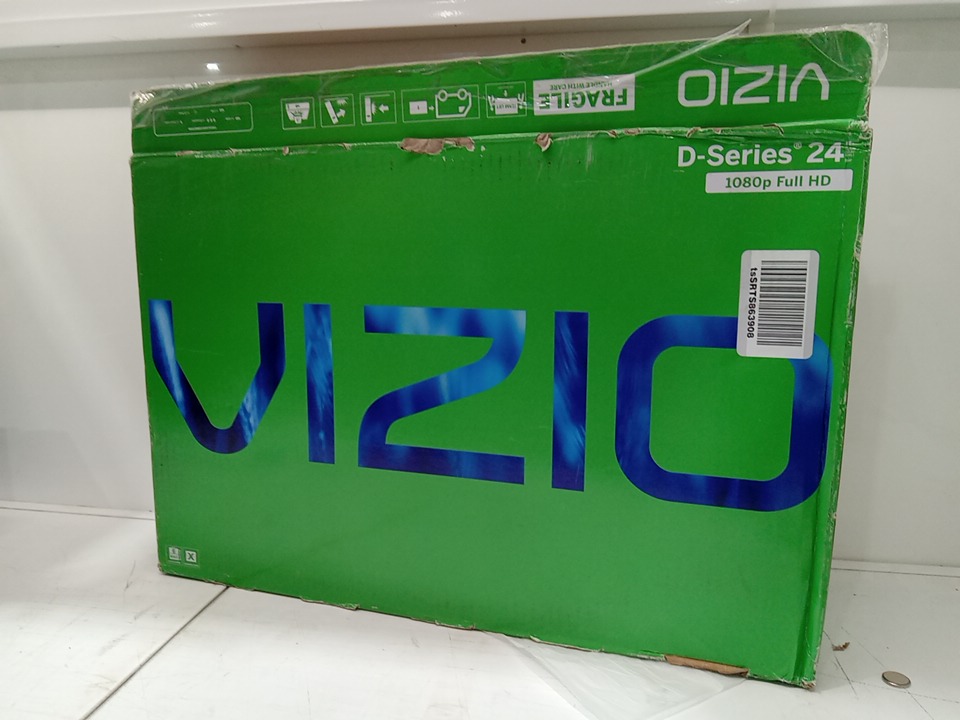 VIZIO
FRAGILE
HANDLE WITH CARE
D-Series® 24"
1080p Full HD
tsSRTS863908
VIZIO
X